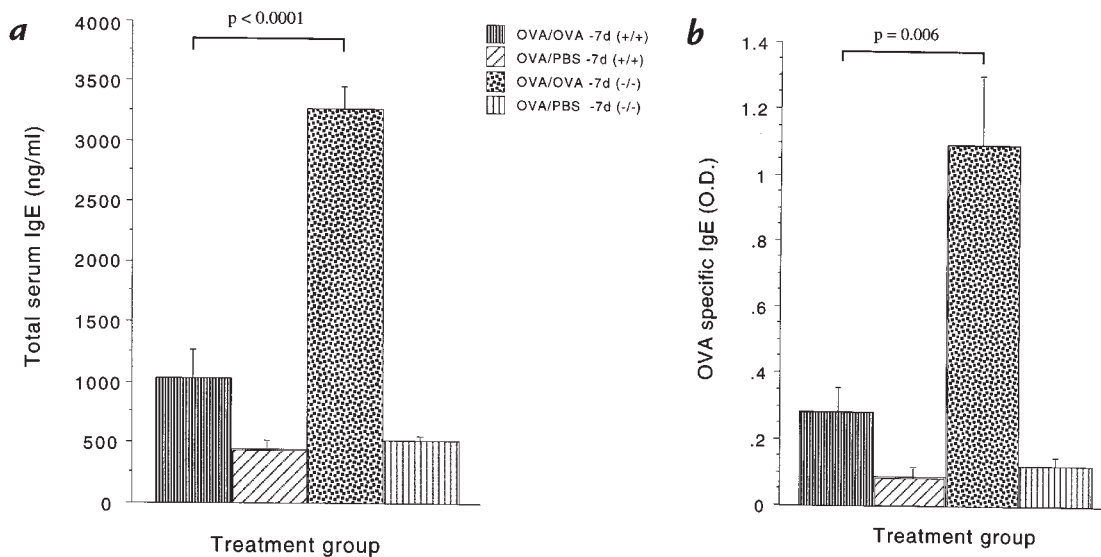 a
p < 0.0001
Total serum IgE (ng/ml)
4000
3500
3000
2500
2000
1500
1000
500
0
Treatment group
OVA/OVA -7d (+/+)
OVA/PBS -7d (+/+)
OVA/OVA -7d (-/-)
OVA/PBS -7d (-/-)
b
p = 0.006
OVA specific IgE (O.D.)
1.4
1.2
1
.8
.6
.4
.2
0
Treatment group